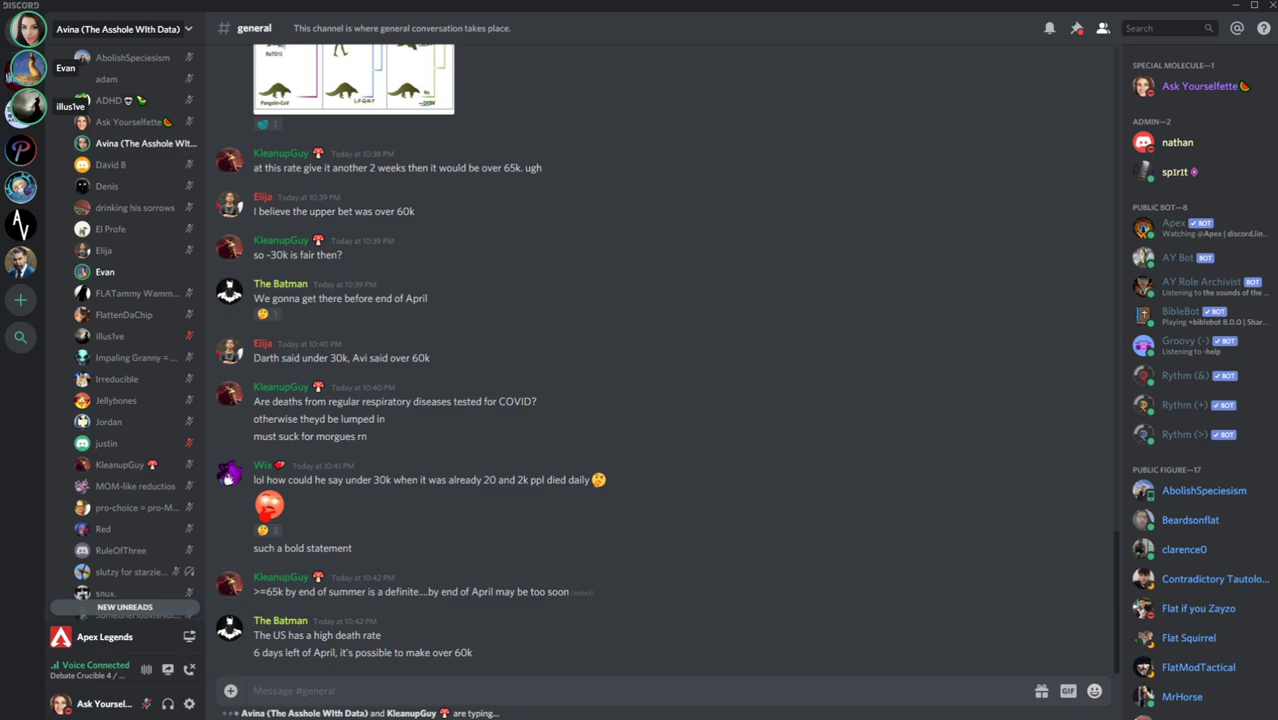 DISCORD
Avina (The Asshole WIth Data)
Evan
illus1ve
AbolishSpeciesism
adam
ADHD
Ask Yourselfette
Avina (The Asshole WIt...
David B
Denis
drinking his sorrows
El Profe
Elija
Evan
FLATammy Wamm...
FlattenDaChip
illus1ve
Impaling Granny = ...
Irreducible
Jellybones
Jordan
justin
KleanupGuy
MOM-like reductios
pro-choice = pro-M...
Red
RuleOfThree
slutzy for starzie...
snux.
NEW UNREADS
Apex Legends
Voice Connected
Debate Crucible 4 / ...
Ask Yoursel...
# general
This channel is where general conversation takes place.
Search
RaTG13
Pangolin-CoV
KleanupGuy Today at 10:38 PM
at this rate give it another 2 weeks then it would be over 65k. ugh
Elija Today at 10:39 PM
I believe the upper bet was over 60k
KleanupGuy Today at 10:39 PM
so ~30k is fair then?
The Batman Today at 10:39 PM
We gonna get there before end of April
1
Elija Today at 10:40 PM
Darth said under 30k, Avi said over 60k
KleanupGuy Today at 10:40 PM
Are deaths from regular respiratory diseases tested for COVID?
otherwise theyd be lumped in
must suck for morgues rn
Wix Today at 10:41 PM
lol how could he say under 30k when it was already 20 and 2k ppl died daily
3
such a bold statement
KleanupGuy Today at 10:42 PM
>=65k by end of summer is a definite....by end of April may be too soon (edited)
The Batman Today at 10:42 PM
The US has a high death rate
6 days left of April, it's possible to make over 60k
Message #general
GIF
Avina (The Asshole WIth Data) and KleanupGuy are typing...
SPECIAL MOLECULE—1
Ask Yourselfette
ADMIN—2
nathan
sp1r1t
PUBLIC BOT—8
Apex BOT
Watching @Apex | discordJin...
AY Bot BOT
AY Role Archivist BOT
Listening to the sounds of the ...
BibleBot BOT
Playing +biblebot 8.0.0 | Shar...
Groovy (-) BOT
Listening to -help
Rythm (&) BOT
Rythm (+) BOT
Rythm (>) BOT
PUBLIC FIGURE—17
AbolishSpeciesism
Beardsonflat
clarence0
Contradictory Tautolo...
Flat if you Zayzo
Flat Squirrel
FlatModTactical
MrHorse